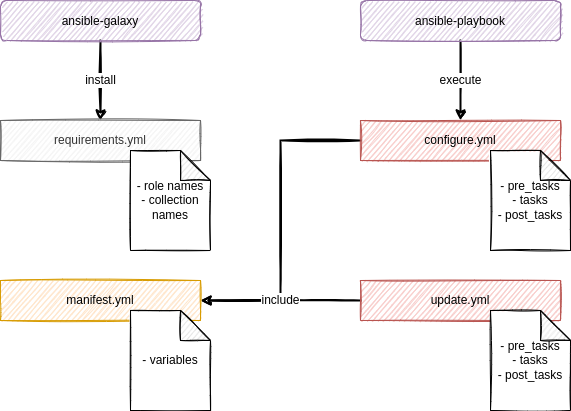 ansible-galaxy
ansible-playbook
install
execute
requirements.yml
configure.yml
- role names
- collection
names
- pre_tasks
- tasks
- post_tasks
manifest.yml
include
update.yml
- variables
- pre_tasks
- tasks
- post_tasks